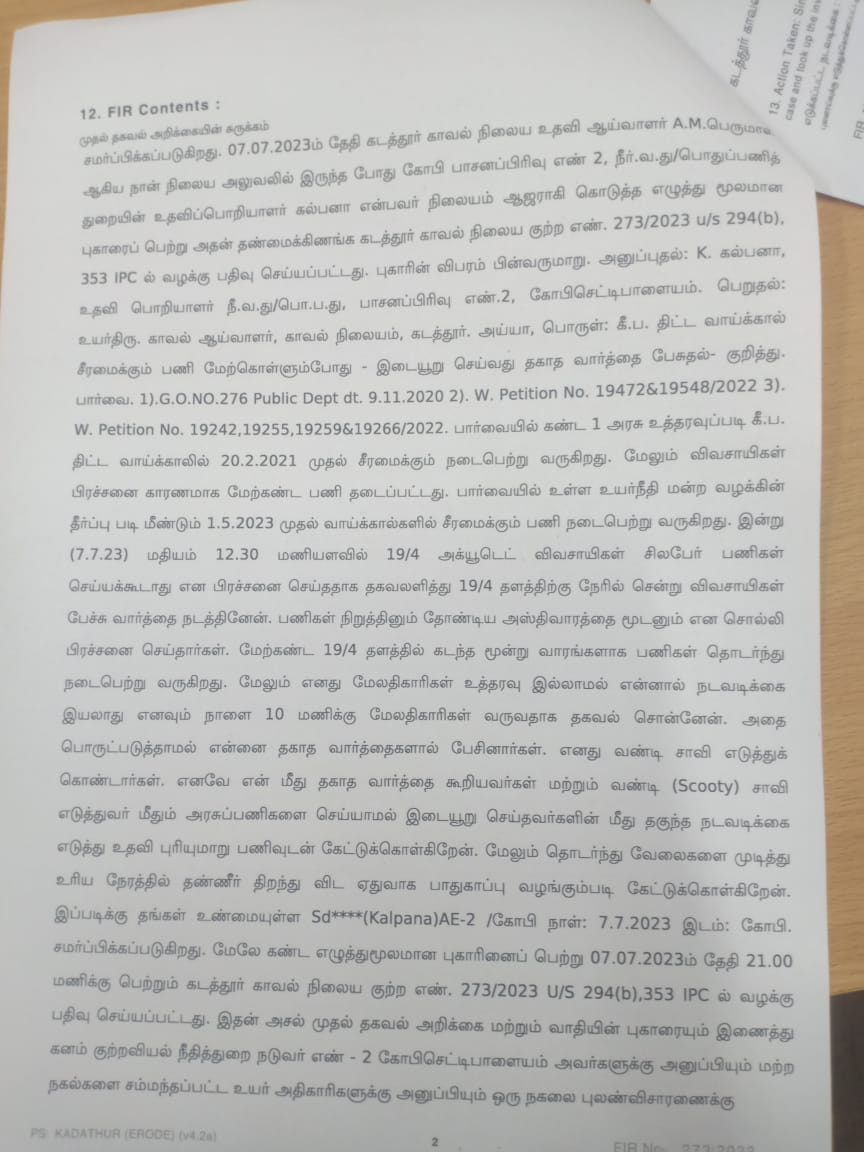 12. FIR Contents :
முதல் தகவல் அறிக்கையின் சுருக்கம்
சமர்ப்பிக்கப்படுகிறது. 07.07.2023ம் தேதி கடத்தூர் காவல் நிலைய உதவி ஆய்வாளர் A.M.பெருமாள்
ஆகிய நான் நிலைய அலுவலில் இருந்த போது கோபி பாசனப்பிரிவு எண் 2, நீர்.வ.து/பொதுப்பணித்
துறையின் உதவிப்பொறியாளர் கல்பனா என்பவர் நிலையம் ஆஜராகி கொடுத்த எழுத்து மூலமான
புகாரைப் பெற்று அதன் தண்மைக்கிணங்க கடத்தூர் காவல் நிலைய குற்ற எண். 273/2023 u/s 294(b),
353 IPC ல் வழக்கு பதிவு செய்யப்பட்டது. புகாரின் விபரம் பின்வருமாறு. அனுப்புதல்: K. கல்பனா,
உதவி பொறியாளர் நீ.வ.து/பொ.ப.து, பாசனப்பிரிவு எண்.2, கோபிசெட்டிபாளையம். பெறுதல்:
உயர்திரு. காவல் ஆய்வாளர், காவல் நிலையம், கடத்தூர். அய்யா, பொருள்: கீ.ப. திட்ட வாய்க்கால்
சீரமைக்கும் பணி மேற்கொள்ளும்போது - இடையூறு செய்வது தகாத வார்த்தை பேசுதல்- குறித்து.
பார்வை. 1).G.O.NO.276 Public Dept dt. 9.11.2020 2). W. Petition No. 19472&19548/2022 3).
W. Petition No. 19242,19255,19259&19266/2022. பார்வையில் கண்ட 1 அரசு உத்தரவுப்படி கீ.ப.
திட்ட வாய்க்காலில் 20.2.2021 முதல் சீரமைக்கும் நடைபெற்று வருகிறது. மேலும் விவசாயிகள்
பிரச்சனை காரணமாக மேற்கண்ட பணி தடைப்பட்டது. பார்வையில் உள்ள உயர்நீதி மன்ற வழக்கின்
தீர்ப்பு படி மீண்டும் 1.5.2023 முதல் வாய்க்கால்களில் சீரமைக்கும் பணி நடைபெற்று வருகிறது. இன்று
(7.7.23) மதியம் 12.30 மணியளவில் 19/4 அக்யூடெட் விவசாயிகள் சிலபேர் பணிகள்
செய்யக்கூடாது என பிரச்சனை செய்ததாக தகவலளித்து 19/4 தளத்திற்கு நேரில் சென்று விவசாயிகள்
பேச்சு வார்த்தை நடத்தினேன். பணிகள் நிறுத்தினும் தோண்டிய அஸ்திவாரத்தை மூடனும் என சொல்லி
பிரச்சனை செய்தார்கள். மேற்கண்ட 19/4 தளத்தில் கடந்த மூன்று வாரங்களாக பணிகள் தொடர்ந்து
நடைபெற்று வருகிறது. மேலும் எனது மேலதிகாரிகள் உத்தரவு இல்லாமல் என்னால் நடவடிக்கை
இயலாது எனவும் நாளை 10 மணிக்கு மேலதிகாரிகள் வருவதாக தகவல் சொன்னேன். அதை
பொருட்படுத்தாமல் என்னை தகாத வார்த்தைகளால் பேசினார்கள். எனது வண்டி சாவி எடுத்துக்
கொண்டார்கள். எனவே என் மீது தகாத வார்த்தை கூறியவர்கள் மற்றும் வண்டி (Scooty) சாவி
எடுத்துவர் மீதும் அரசுப்பணிகளை செய்யாமல் இடையூறு செய்தவர்களின் மீது தகுந்த நடவடிக்கை
எடுத்து உதவி புரியுமாறு பணிவுடன் கேட்டுக்கொள்கிறேன். மேலும் தொடர்ந்து வேலைகளை முடித்து
உரிய நேரத்தில் தண்ணீர் திறந்து விட ஏதுவாக பாதுகாப்பு வழங்கும்படி கேட்டுக்கொள்கிறேன்.
இப்படிக்கு தங்கள் உண்மையுள்ள Sd****(Kalpana)AE-2 /கோபி நாள்: 7.7.2023 இடம்: கோபி.
சமர்ப்பிக்கப்படுகிறது. மேலே கண்ட எழுத்துமூலமான புகாரினைப் பெற்று 07.07.2023ம் தேதி 21.00
மணிக்கு பெற்றும் கடத்தூர் காவல் நிலைய குற்ற எண். 273/2023 U/S 294(b),353 IPC ல் வழக்கு
பதிவு செய்யப்பட்டது. இதன் அசல் முதல் தகவல் அறிக்கை மற்றும் வாதியின் புகாரையும் இணைத்து
கனம் குற்றவியல் நீதித்துறை நடுவர் எண் - 2 கோபிசெட்டிபாளையம் அவர்களுக்கு அனுப்பியும் மற்ற
நகல்களை சம்மந்தப்பட்ட உயர் அதிகாரிகளுக்கு அனுப்பியும் ஒரு நகலை புலண்விசாரணைக்கு
PS: KADATHUR (ERODE) (v4.2a)
2
FIR No. 273/2023
கடத்தூர் காவல்
13. Action Taken: Sin
case and took up the inv
எடுக்கப்பட்ட நடவடிக்கை :
FIR